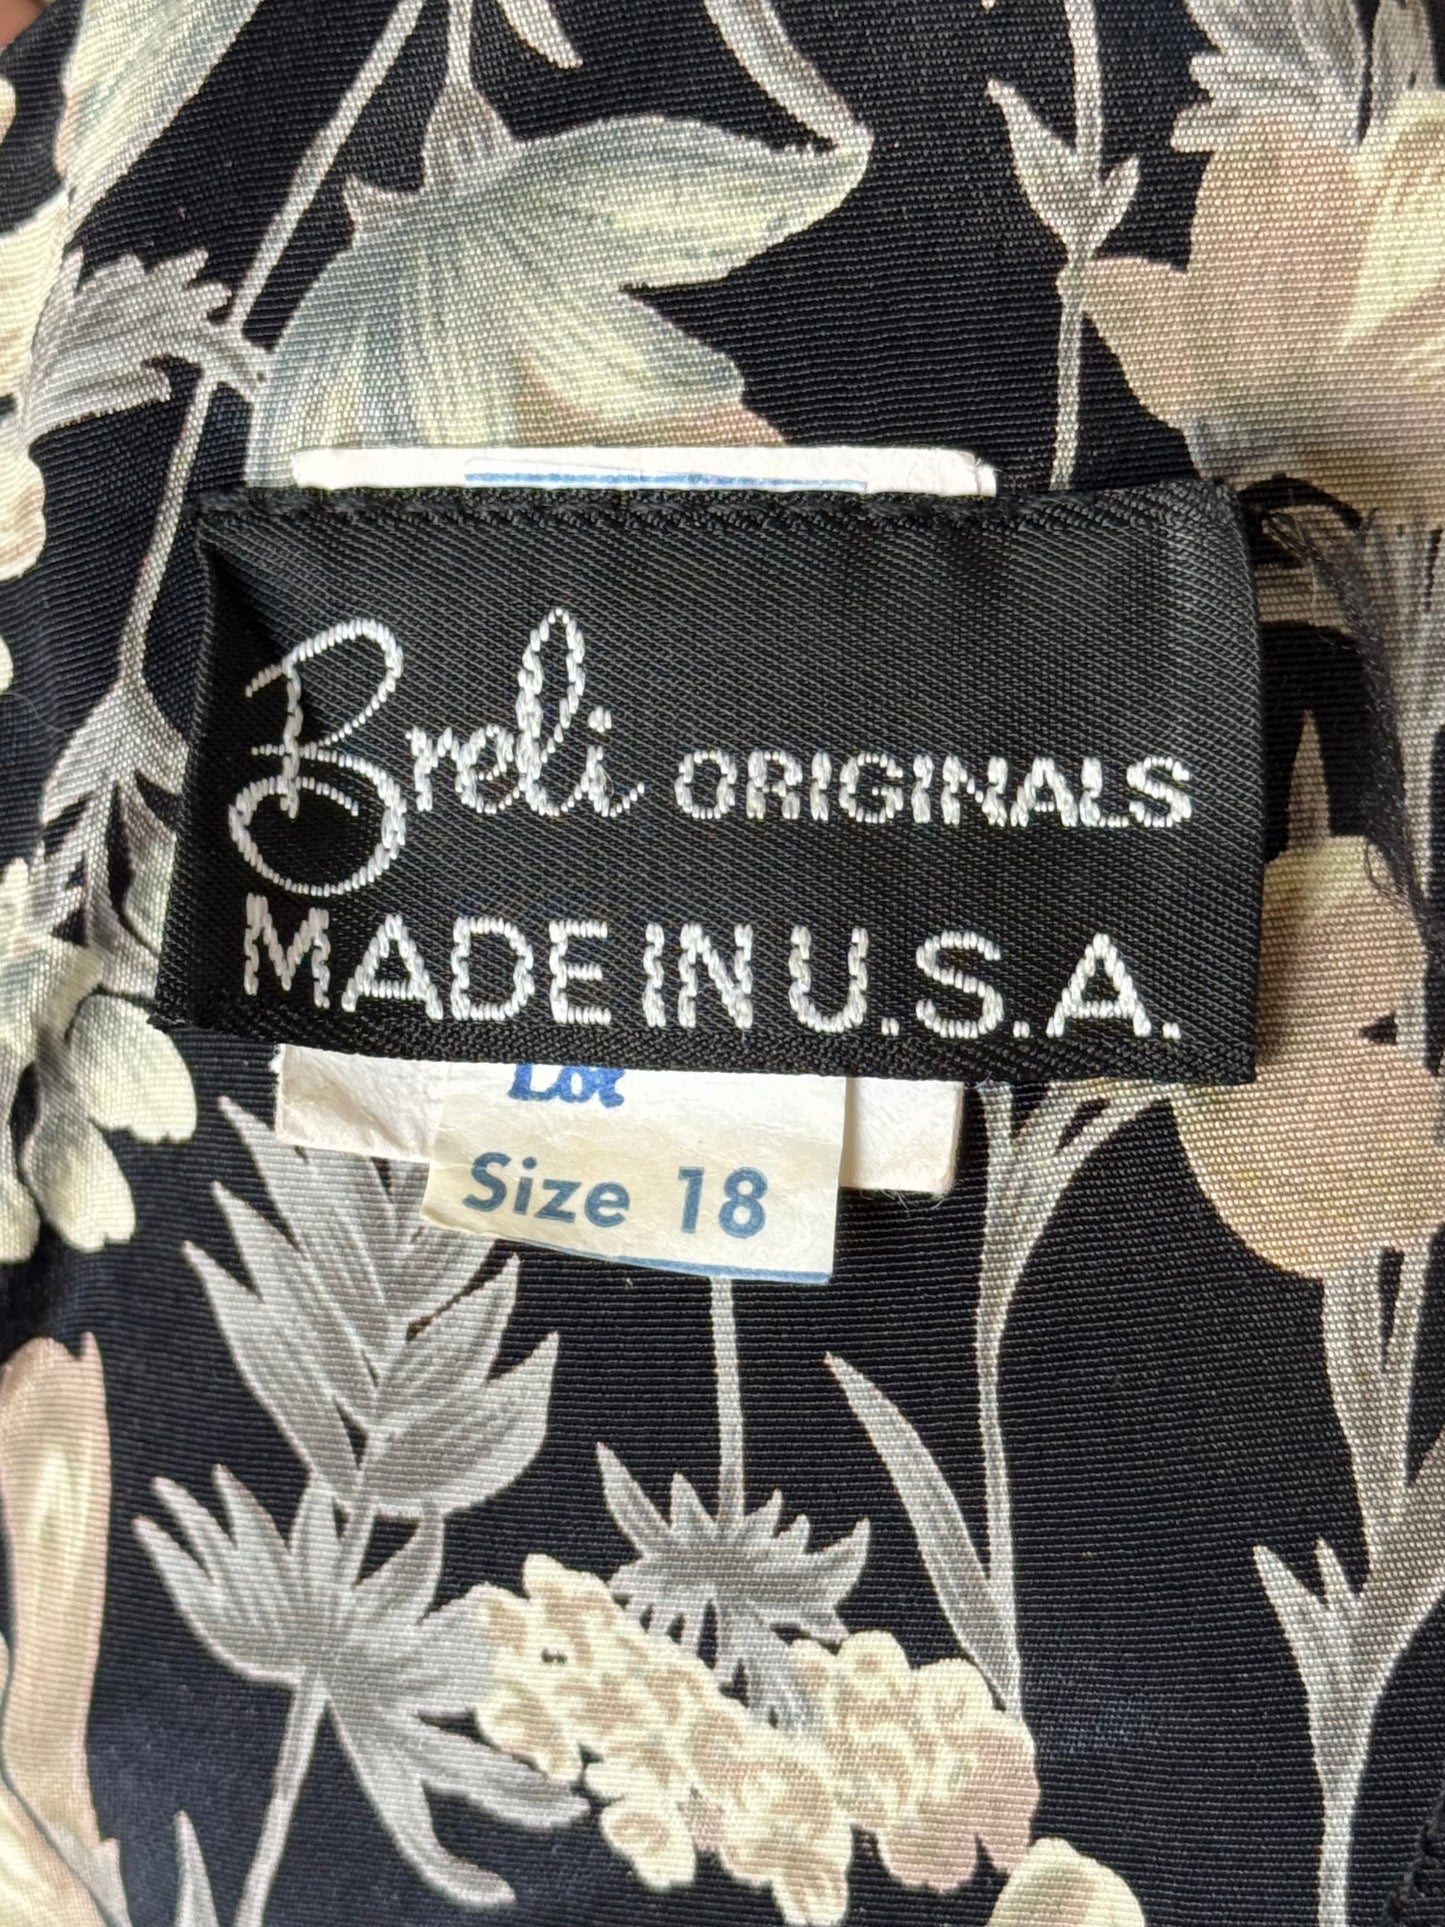 Breli ORIGINALS
MADE IN U.S.A.
Lot
Size 18